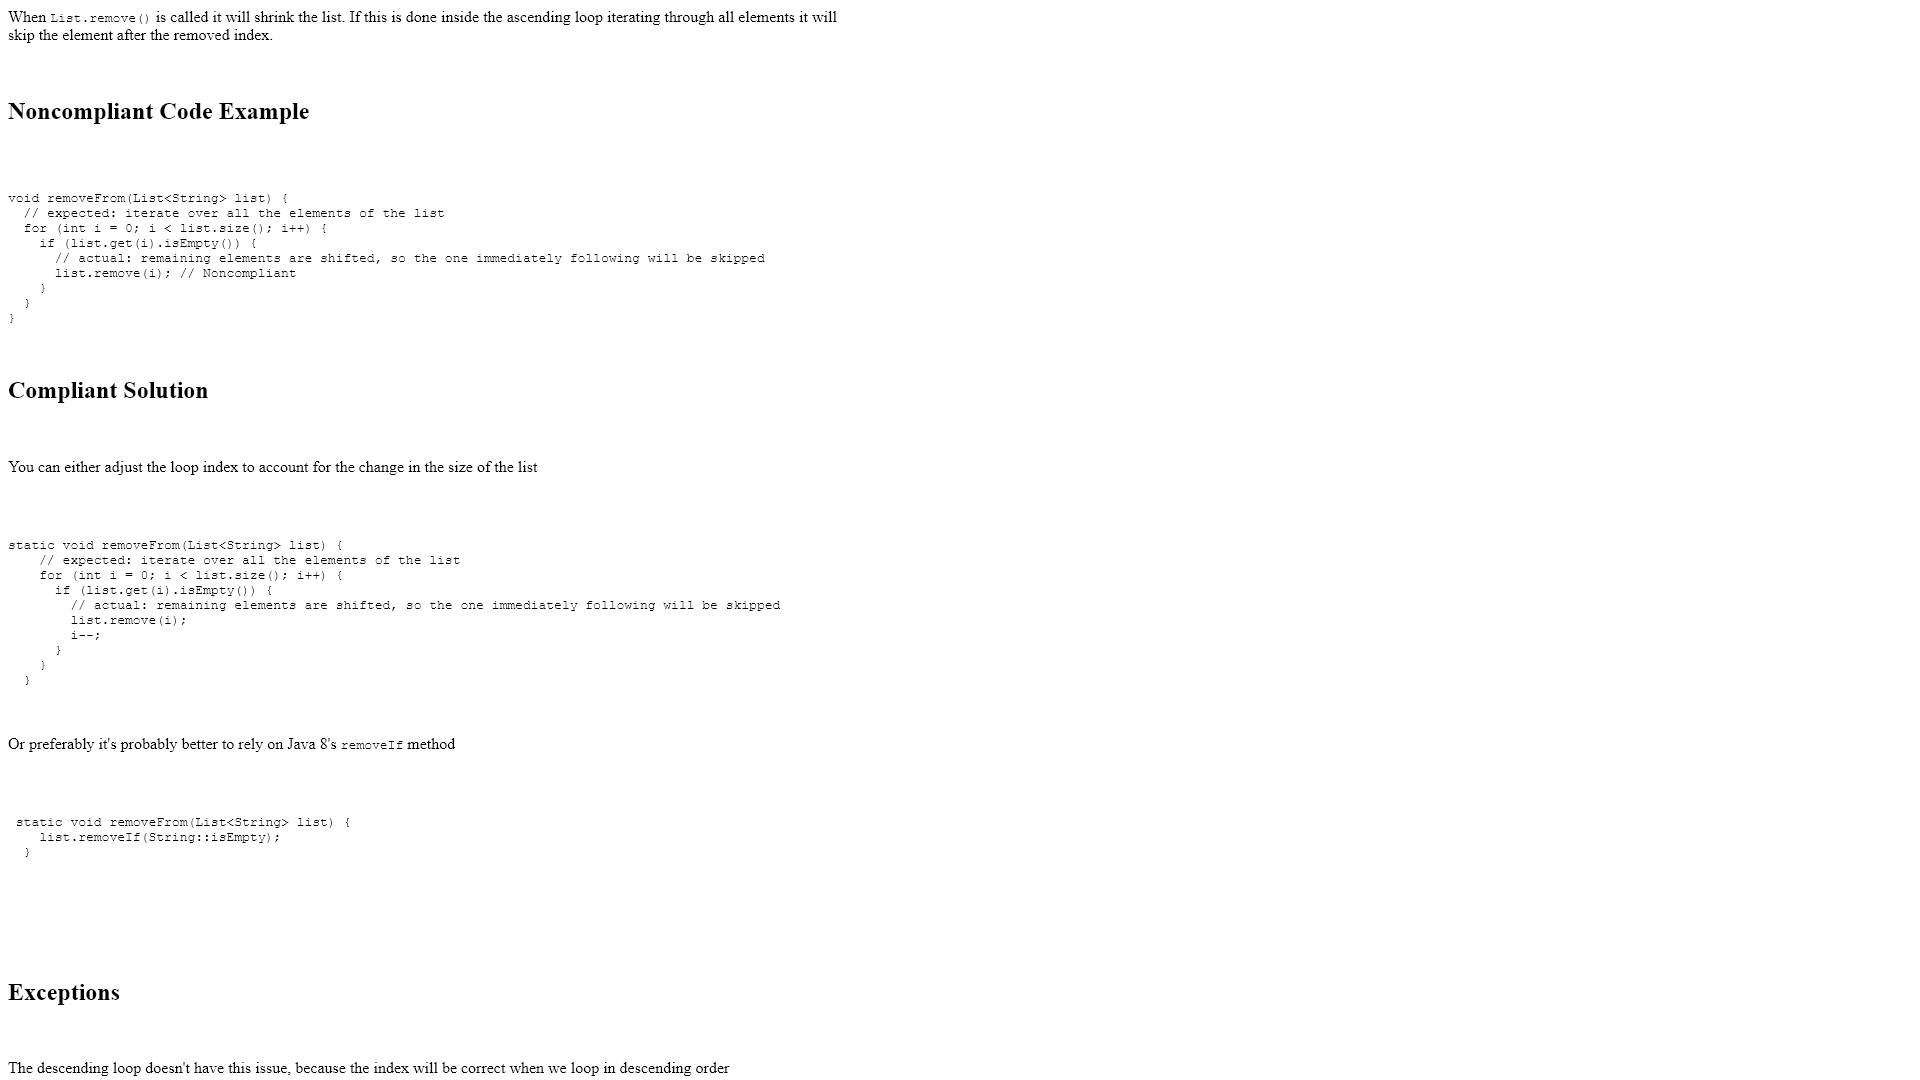 When List.remove() is called it will shrink the list. If this is done inside the ascending loop iterating through all elements it will
skip the element after the removed index.
Noncompliant Code Example
void removeFrom(List<String> list) {
  // expected: iterate over all the elements of the list
  for (int i = 0; i < list.size(); i++) {
    if (list.get(i).isEmpty()) {
      // actual: remaining elements are shifted, so the one immediately following will be skipped
      list.remove(i); // Noncompliant
    }
  }
}
Compliant Solution
You can either adjust the loop index to account for the change in the size of the list
static void removeFrom(List<String> list) {
    // expected: iterate over all the elements of the list
    for (int i = 0; i < list.size(); i++) {
      if (list.get(i).isEmpty()) {
        // actual: remaining elements are shifted, so the one immediately following will be skipped
        list.remove(i);
        i--;
      }
    }
  }
Or preferably it's probably better to rely on Java 8's removeIf method
 static void removeFrom(List<String> list) {
    list.removeIf(String::isEmpty);
  }
Exceptions
The descending loop doesn't have this issue, because the index will be correct when we loop in descending order